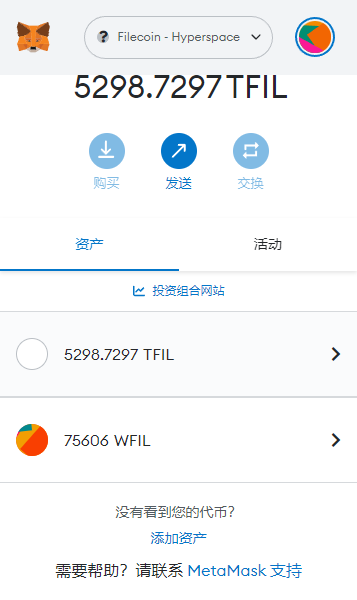 Filecoin - Hyperspace
5298.7297 TFIL
购买 发送 交换
资产 活动
投资组合网站
5298.7297 TFIL
75606 WFIL
没有看到您的代币?
添加资产
需要帮助? 请联系 MetaMask 支持